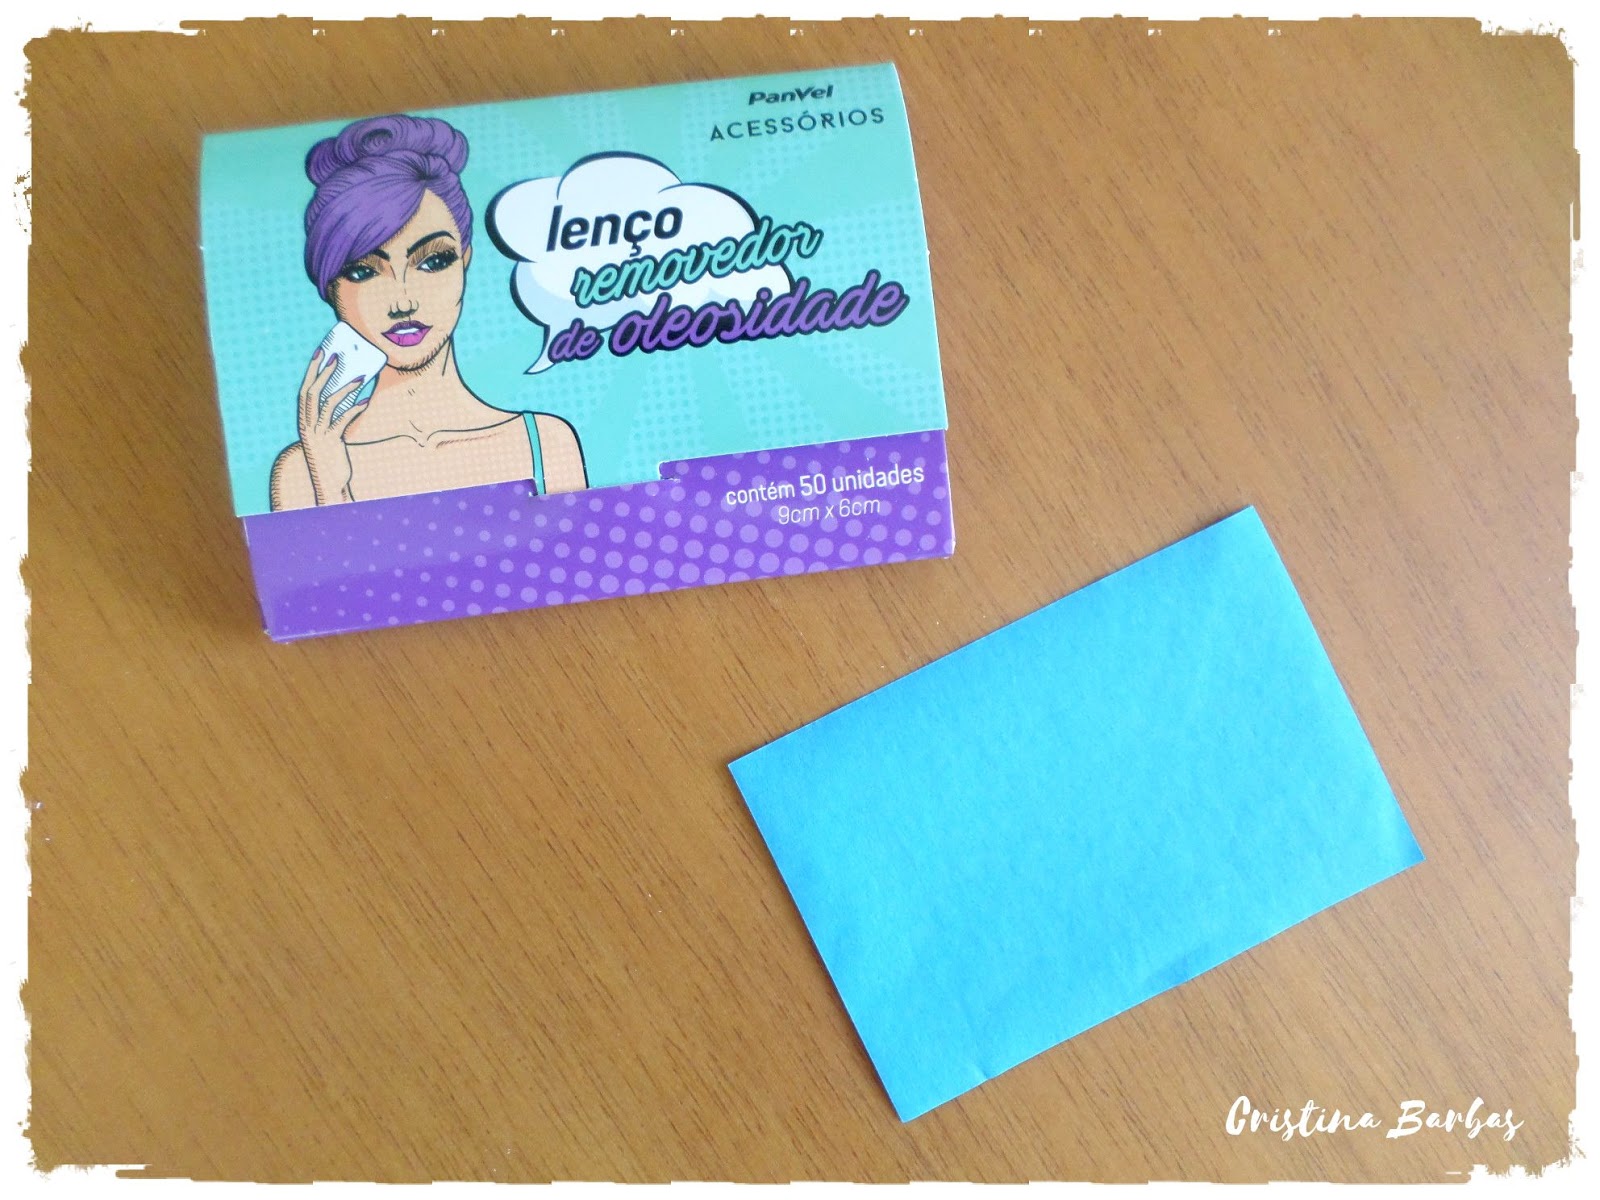 PanVel
ACESSÓRIOS
lenço
removedor
de oleosidade
contém 50 unidades
9cm x 6cm
Cristina Barbas